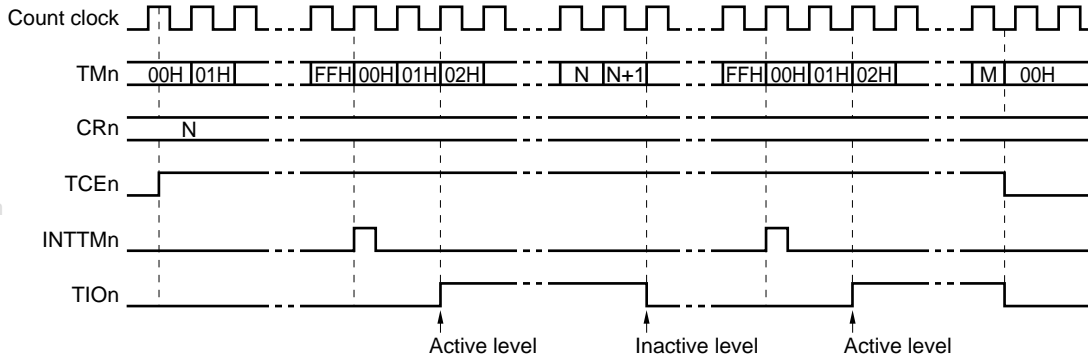 Count clock
TMn 00H 01H FFH 00H 01H 02H N N+1 FFH 00H 01H 02H M 00H
CRn N
TCEn
INTTMn
TIOn
Active level Inactive level Active level